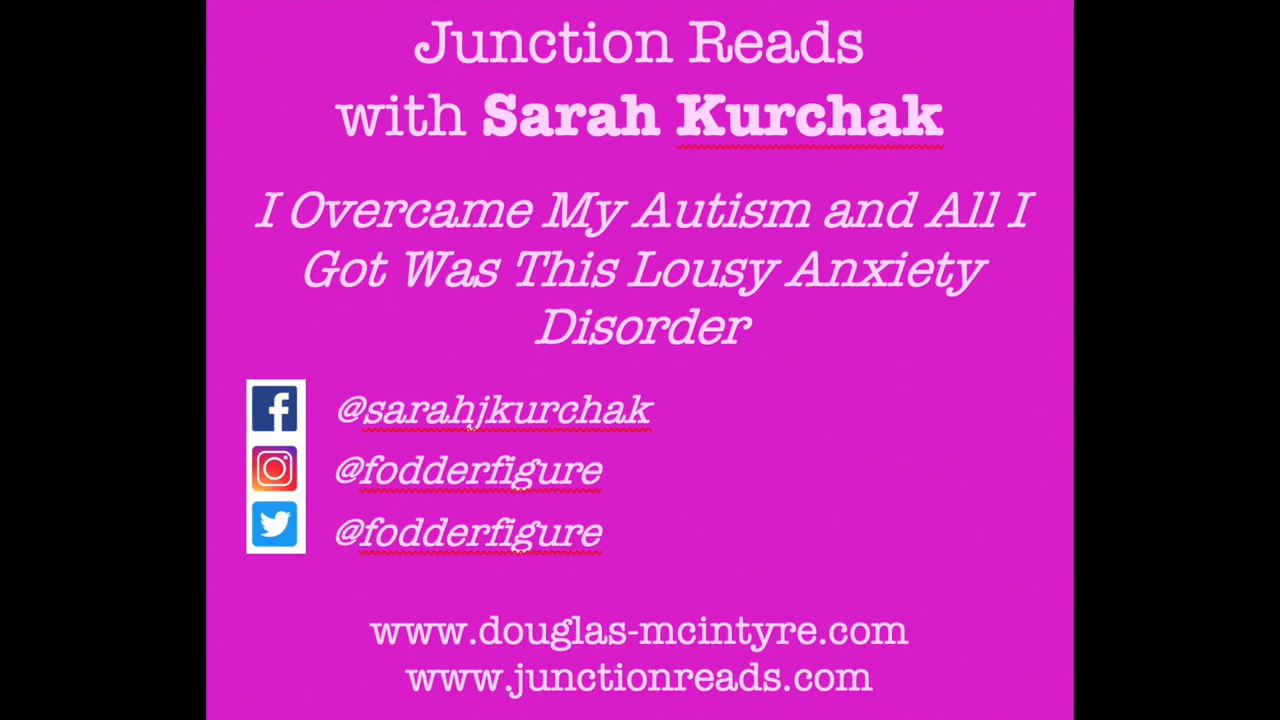 Junction Reads
with Sarah Kurchak
I Overcame My Autism and All I
Got Was This Lousy Anxiety
Disorder
@sarahjkurchak
@fodderfigure
@fodderfigure
www.douglas-mcintyre.com
www.junctionreads.com